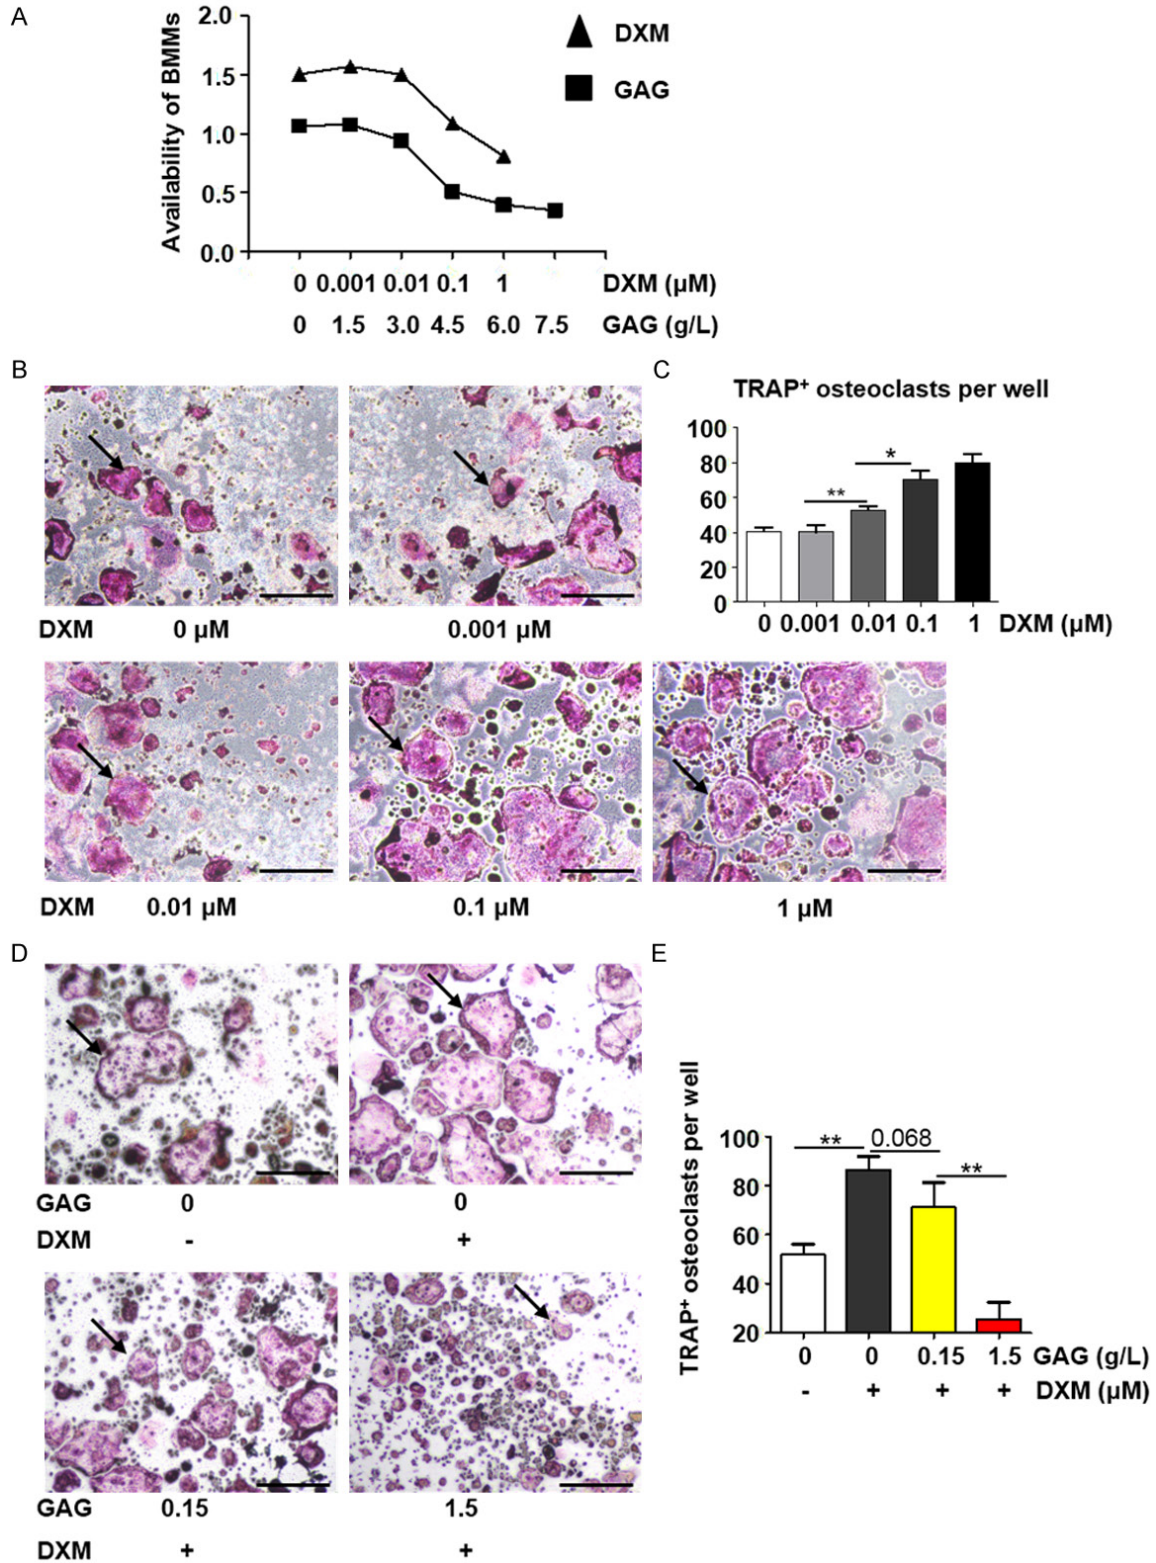 A
Availability of BMMs
2.0
1.5
1.0
0.5
0.0
DXM
GAG
0 0.001 0.01 0.1 1 DXM (µM)
0 1.5 3.0 4.5 6.0 7.5 GAG (g/L)
B
DXM 0 µM 0.001 µM
DXM 0.01 µM 0.1 µM 1 µM
C
TRAP+ osteoclasts per well
100
80
60
40
20
0
**
*
0 0.001 0.01 0.1 1 DXM (µM)
D
GAG 0 0
DXM - +
GAG 0.15 1.5
DXM + +
E
TRAP+ osteoclasts per well
100
80
60
40
20
** 0.068 **
0 0 0.15 1.5 GAG (g/L)
- + + + DXM (µM)